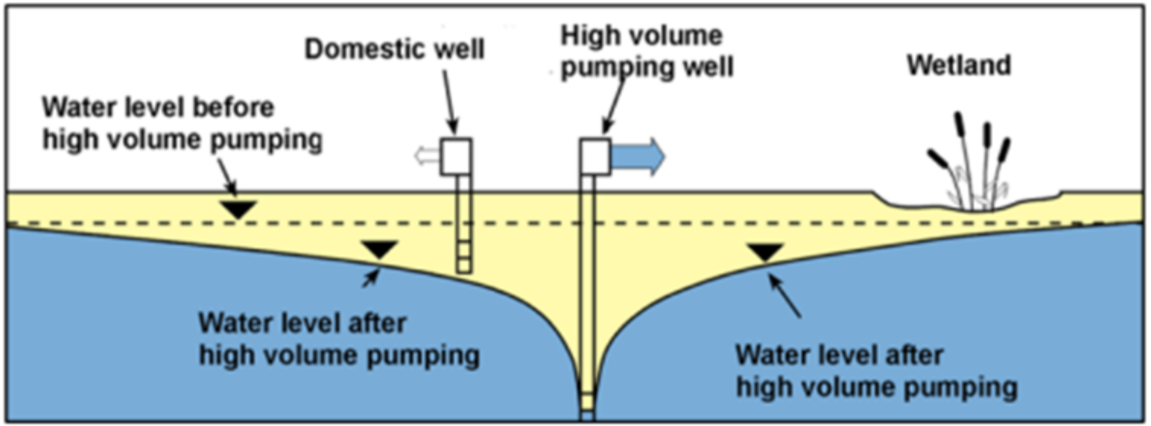 Domestic well
High volume
pumping well
Wetland
Water level before
high volume pumping
Water level after
high volume pumping
Water level after
high volume pumping